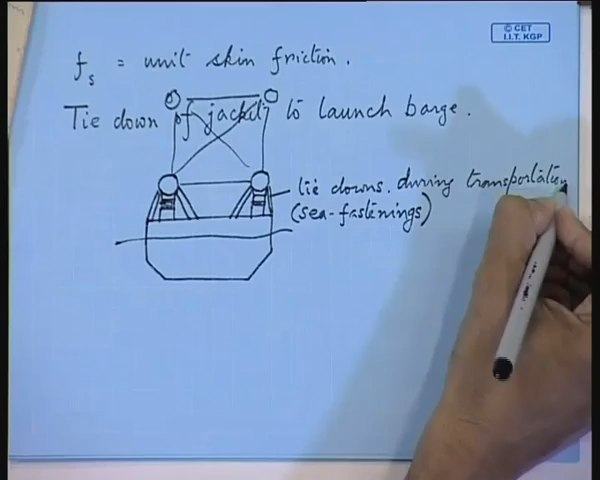 © CET
I.I.T. KGP
fs = unit skin friction.
Tie down of jacket to launch barge.
tie downs. during transportation
(sea-fastenings)